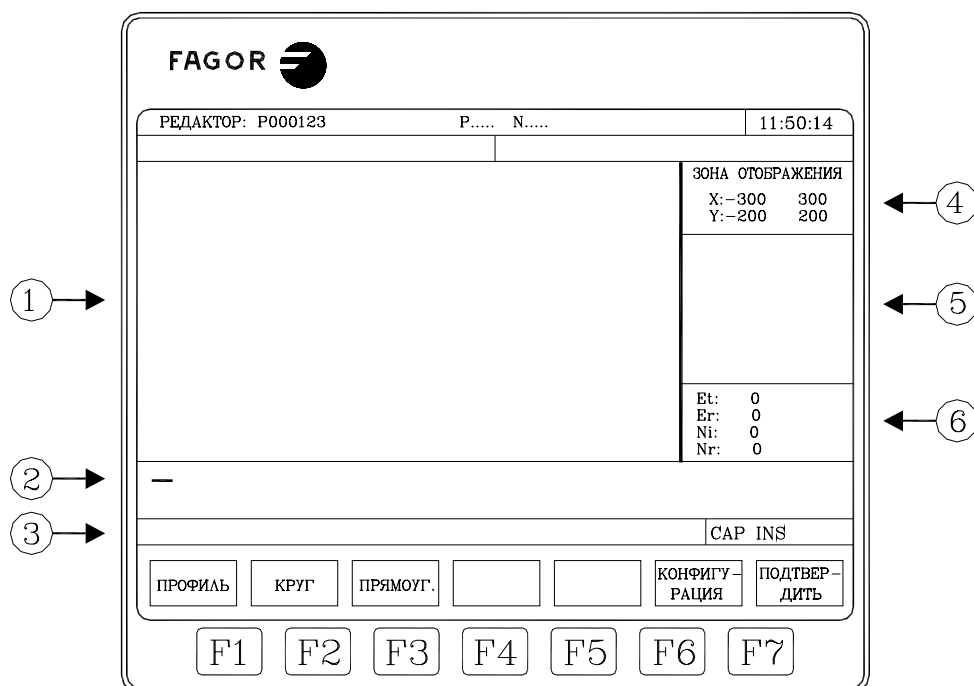 FAGOR
РЕДАКТОР: P000123 P..... N..... 11:50:14
ЗОНА ОТОБРАЖЕНИЯ
X:-300 300
Y:-200 200
4
1
5
Et: 0
Er: 0
Ni: 0
Nr: 0
6
2
3
CAP INS
ПРОФИЛЬ КРУГ ПРЯМОУГ. КОНФИГУ-РАЦИЯ ПОДТВЕР-ДИТЬ
F1 F2 F3 F4 F5 F6 F7